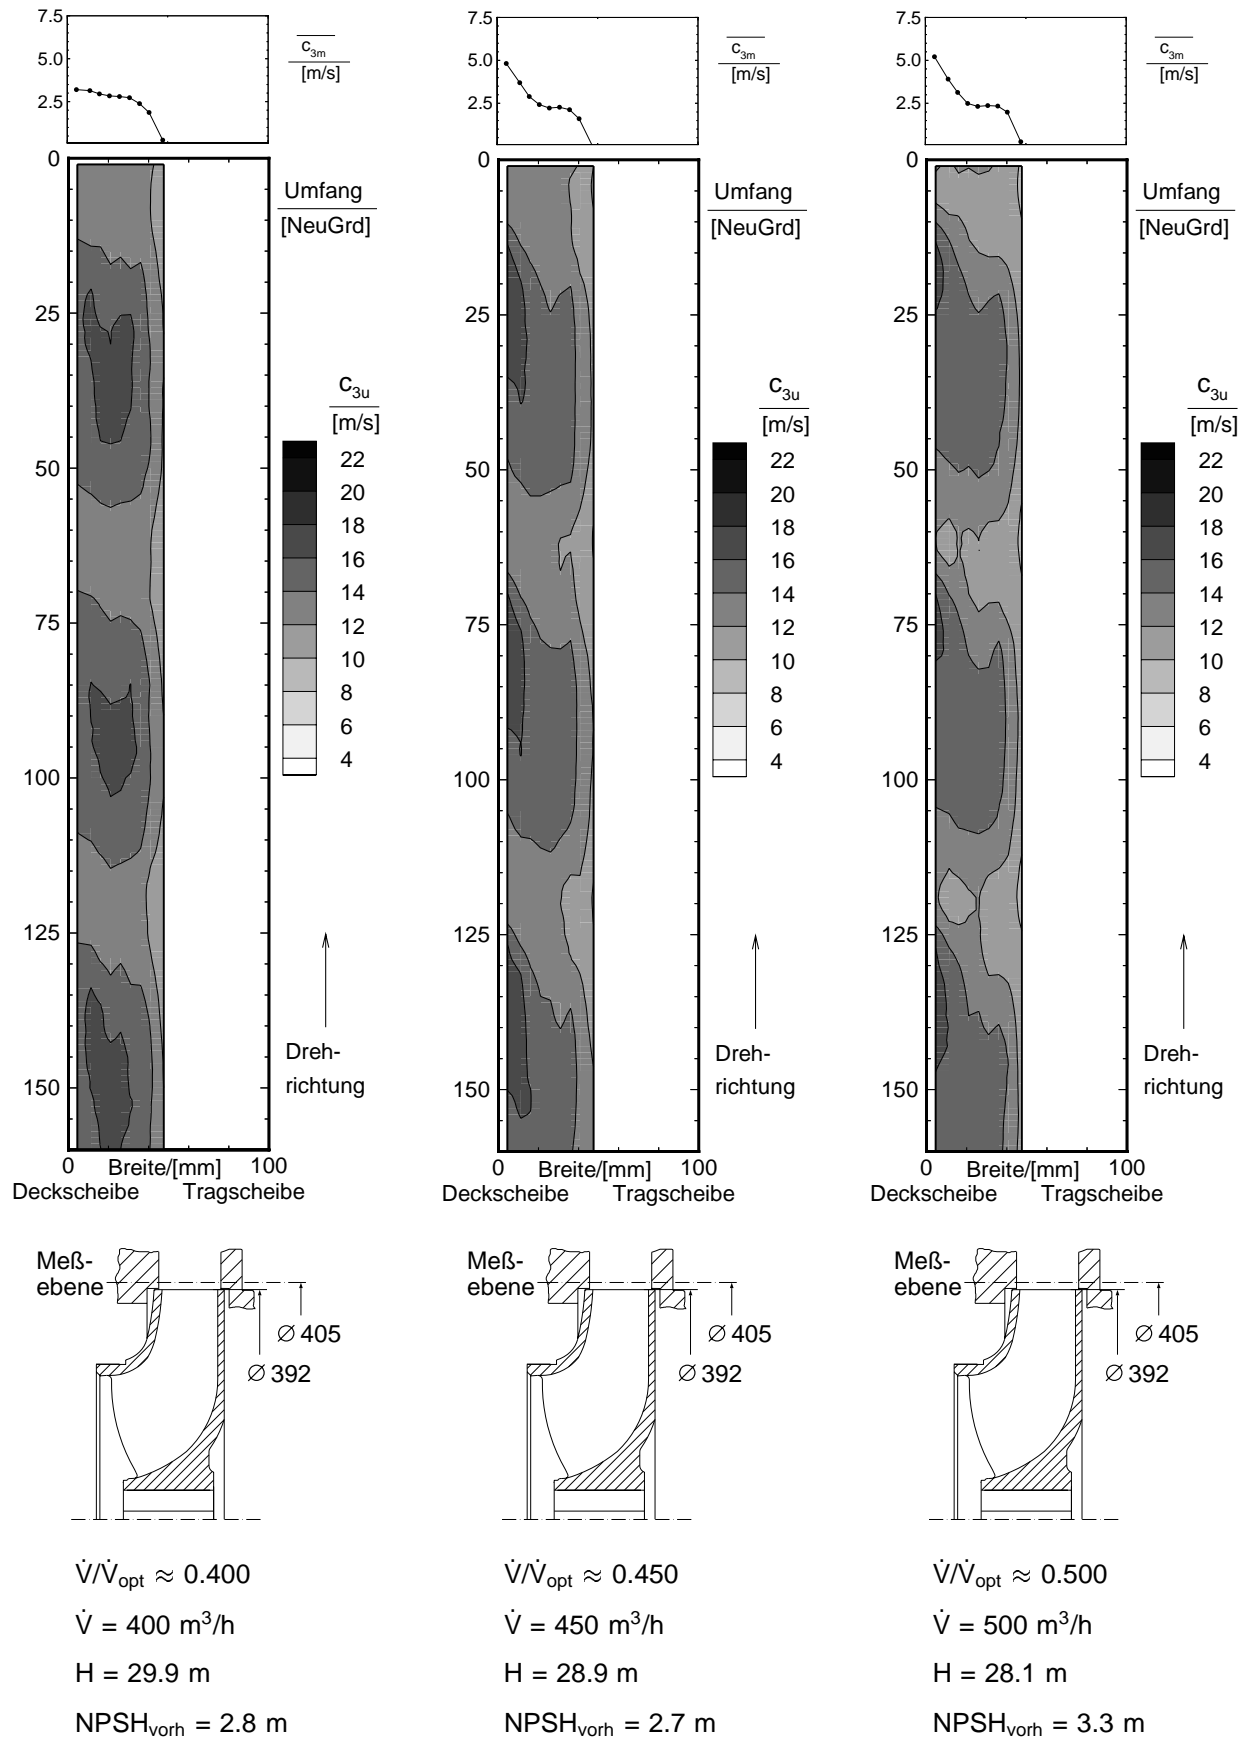 7.5
5.0
2.5
c3m
[m/s]
0
25
50
75
100
125
150
Umfang
[NeuGrd]
c3u
[m/s]
22
20
18
16
14
12
10
8
6
4
Dreh-
richtung
0 Breite/[mm] 100
Deckscheibe Tragscheibe
Meß-
ebene
∅ 405
∅ 392
V̇/V̇opt ≈ 0.400
V̇ = 400 m³/h
H = 29.9 m
NPSHvorh = 2.8 m
7.5
5.0
2.5
c3m
[m/s]
0
25
50
75
100
125
150
Umfang
[NeuGrd]
c3u
[m/s]
22
20
18
16
14
12
10
8
6
4
Dreh-
richtung
0 Breite/[mm] 100
Deckscheibe Tragscheibe
Meß-
ebene
∅ 405
∅ 392
V̇/V̇opt ≈ 0.450
V̇ = 450 m³/h
H = 28.9 m
NPSHvorh = 2.7 m
7.5
5.0
2.5
c3m
[m/s]
0
25
50
75
100
125
150
Umfang
[NeuGrd]
c3u
[m/s]
22
20
18
16
14
12
10
8
6
4
Dreh-
richtung
0 Breite/[mm] 100
Deckscheibe Tragscheibe
Meß-
ebene
∅ 405
∅ 392
V̇/V̇opt ≈ 0.500
V̇ = 500 m³/h
H = 28.1 m
NPSHvorh = 3.3 m